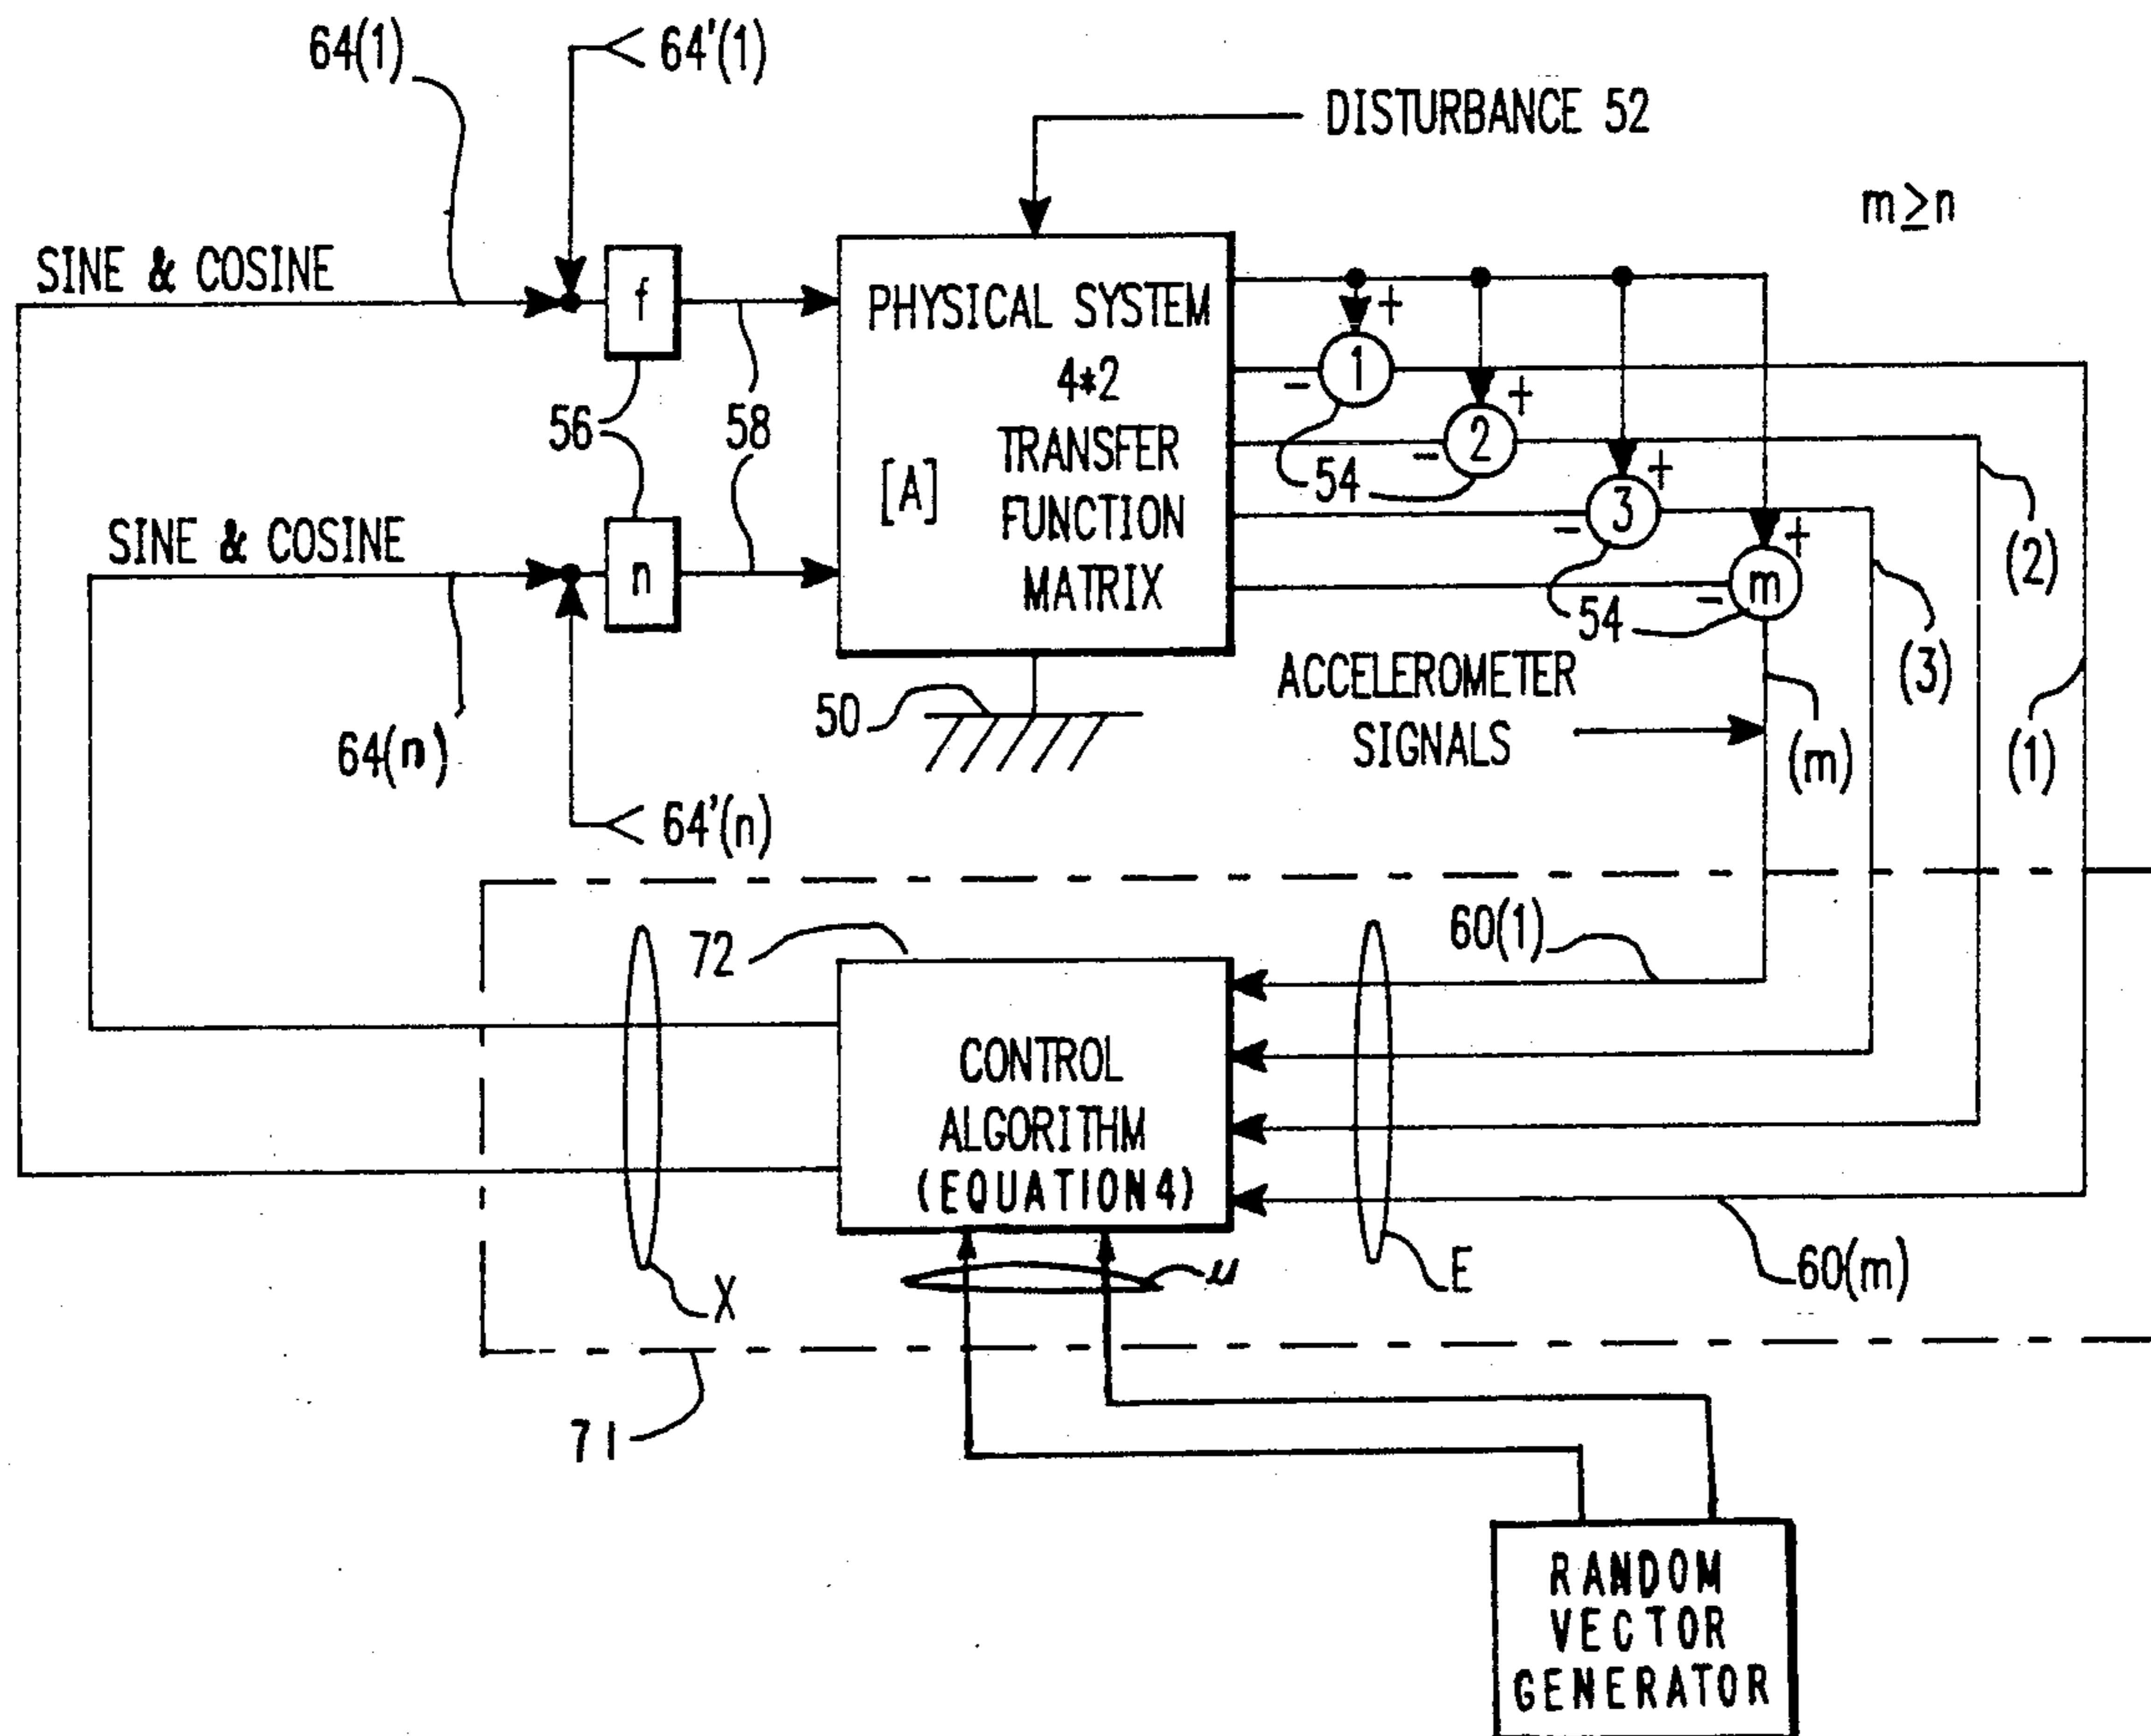 64(1)
64'(1)
DISTURBANCE 52
m≥n
SINE & COSINE
f
PHYSICAL SYSTEM
4*2
[A]
TRANSFER
FUNCTION
MATRIX
+
-
1
+
-
2
+
-
3
+
-
m
56
58
54
54
SINE & COSINE
n
(2)
(3)
(1)
(m)
ACCELEROMETER
SIGNALS
50
64(n)
64'(n)
72
60(1)
CONTROL
ALGORITHM
(EQUATION 4)
X
μ
E
60(m)
71
RANDOM
VECTOR
GENERATOR